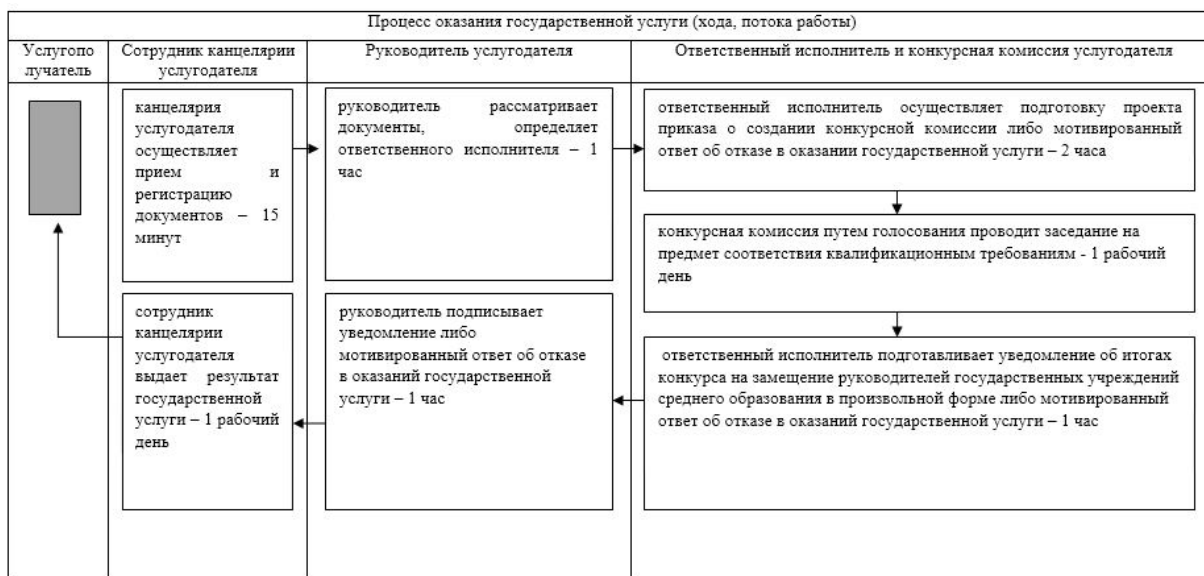 Процесс оказания государственной услуги (хода, потока работы)
Услугопо
лучатель
Сотрудник канцелярии
услугодателя
Руководитель услугодателя
Ответственный исполнитель и конкурсная комиссия услугодателя
канцелярия
услугодателя
осуществляет
прием и
регистрацию
документов – 15
минут
руководитель рассматривает
документы, определяет
ответственного исполнителя – 1
час
ответственный исполнитель осуществляет подготовку проекта
приказа о создании конкурсной комиссии либо мотивированный
ответ об отказе в оказании государственной услуги – 2 часа
конкурсная комиссия путем голосования проводит заседание на
предмет соответствия квалификационным требованиям - 1 рабочий
день
ответственный исполнитель подготавливает уведомление об итогах
конкурса на замещение руководителей государственных учреждений
среднего образования в произвольной форме либо мотивированный
ответ об отказе в оказаний государственной услуги – 1 час
руководитель подписывает
уведомление либо
мотивированный ответ об отказе
в оказаний государственной
услуги – 1 час
сотрудник
канцелярии
услугодателя
выдает результат
государственной
услуги – 1 рабочий
день